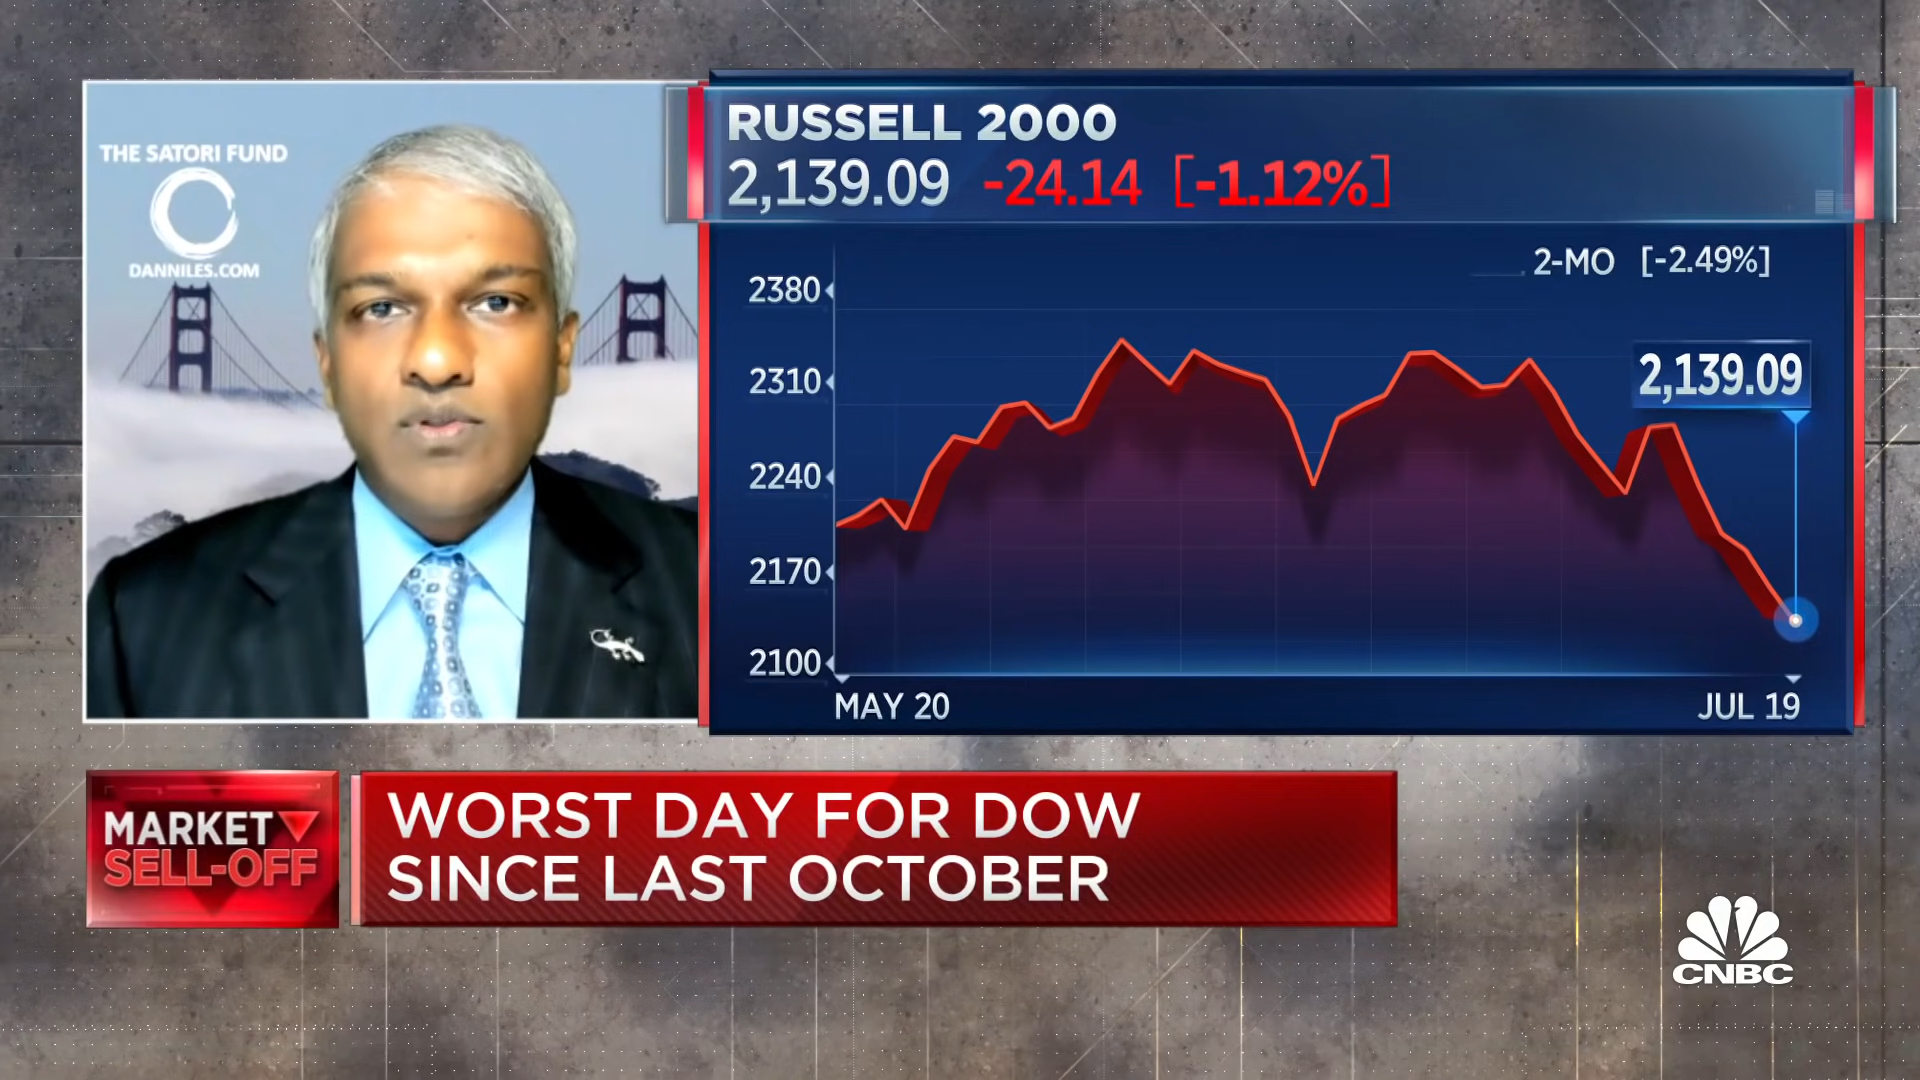 THE SATORI FUND
DANNILES.COM
RUSSELL 2000
2,139.09 -24.14 [-1.12%]
2-MO [-2.49%]
2380
2310
2240
2170
2100
2,139.09
MAY 20 JUL 19
MARKET
SELL-OFF
WORST DAY FOR DOW
SINCE LAST OCTOBER
CNBC